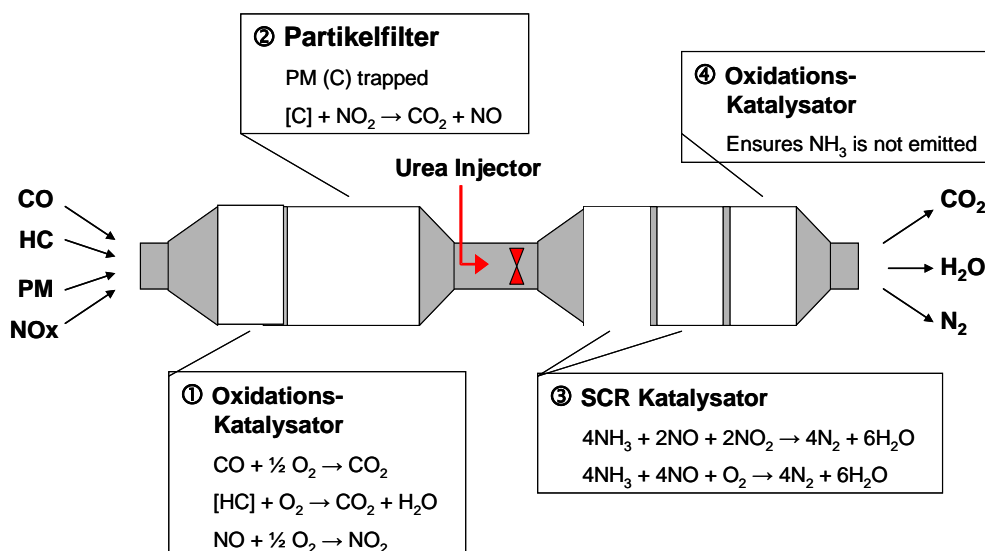 ② Partikelfilter
PM (C) trapped
[C] + NO₂ → CO₂ + NO
④ Oxidations-
Katalysator
Ensures NH₃ is not emitted
Urea Injector
CO
HC
PM
NOx
CO₂
H₂O
N₂
① Oxidations-
Katalysator
CO + ½ O₂ → CO₂
[HC] + O₂ → CO₂ + H₂O
NO + ½ O₂ → NO₂
③ SCR Katalysator
4NH₃ + 2NO + 2NO₂ → 4N₂ + 6H₂O
4NH₃ + 4NO + O₂ → 4N₂ + 6H₂O